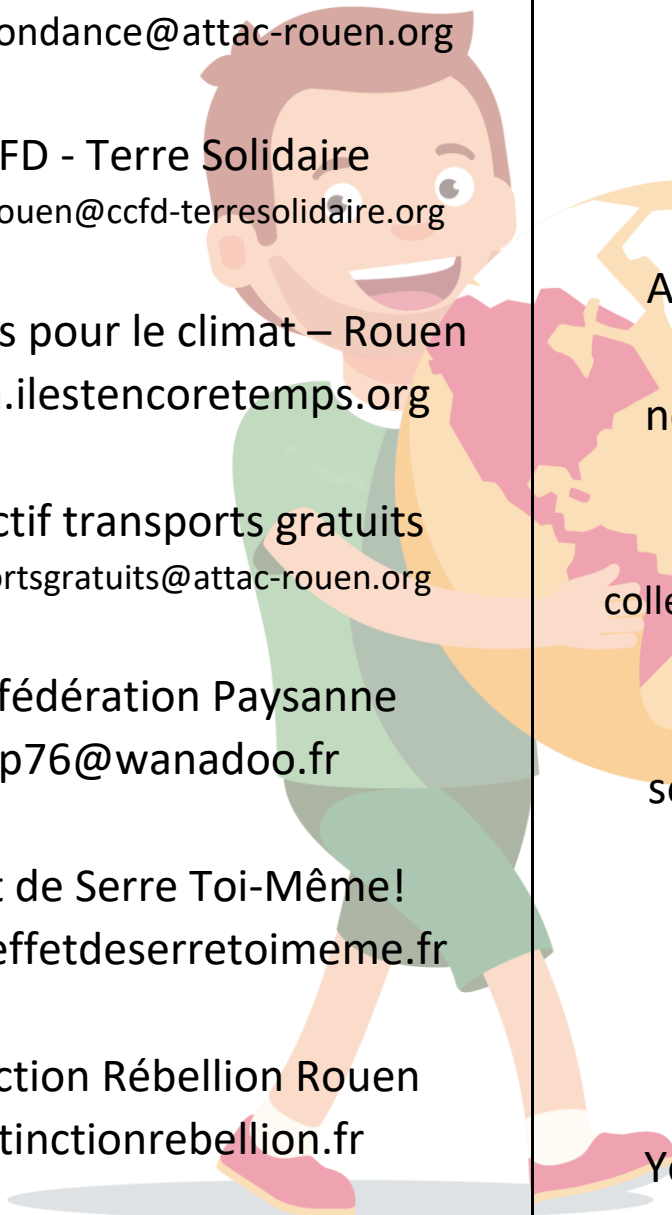 ondance@attac-rouen.org
FD - Terre Solidaire
ouen@ccfd-terresolidaire.org
s pour le climat – Rouen
.ilestencoretemps.org
ctif transports gratuits
ortsgratuits@attac-rouen.org
fédération Paysanne
p76@wanadoo.fr
t de Serre Toi-Même!
effetdeserretoimeme.fr
ction Rébellion Rouen
tinctionrebellion.fr
A
n
colle
s
Y